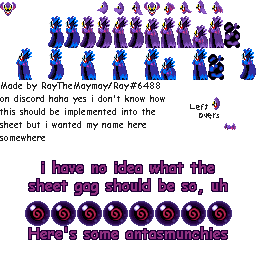 Made by RayTheMaymay/Ray#6488
on discord haha yes i don't know how
this should be implemented into the
sheet but i wanted my name here
somewhere
Left
overs
i have no idea what the
sheet gag should be so, uh
Here's some antasmunchies